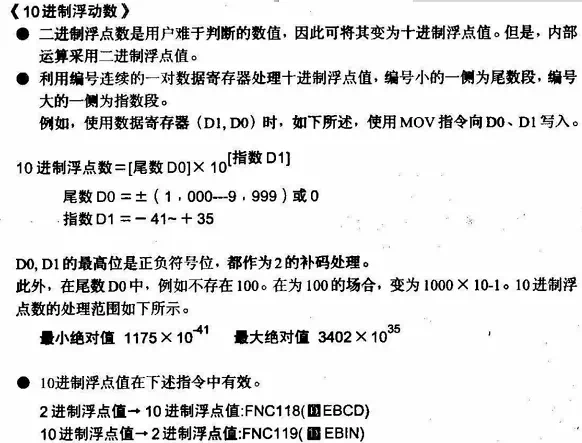 《10进制浮动数》
● 二进制浮点数是用户难于判断的数值，因此可将其变为十进制浮点值。但是，内部
运算采用二进制浮点值。
● 利用编号连续的一对数据寄存器处理十进制浮点值，编号小的一侧为尾数段，编号
大的一侧为指数段。
例如，使用数据寄存器（D1, D0）时，如下所述，使用MOV指令向D0、D1写入。
10进制浮点数=[尾数D0]×10[指数D1]
尾数D0=±（1，000---9，999）或0
指数D1=－41~＋35
D0, D1的最高位是正负符号位，都作为2的补码处理。
此外，在尾数D0中，例如不存在100。在为100的场合，变为1000×10-1。10进制浮
点数的处理范围如下所示。
最小绝对值 1175×10-41 最大绝对值 3402×1035
● 10进制浮点值在下述指令中有效。
2进制浮点值→10进制浮点值:FNC118(D EBCD)
10进制浮点值→2进制浮点值:FNC119(D EBIN)